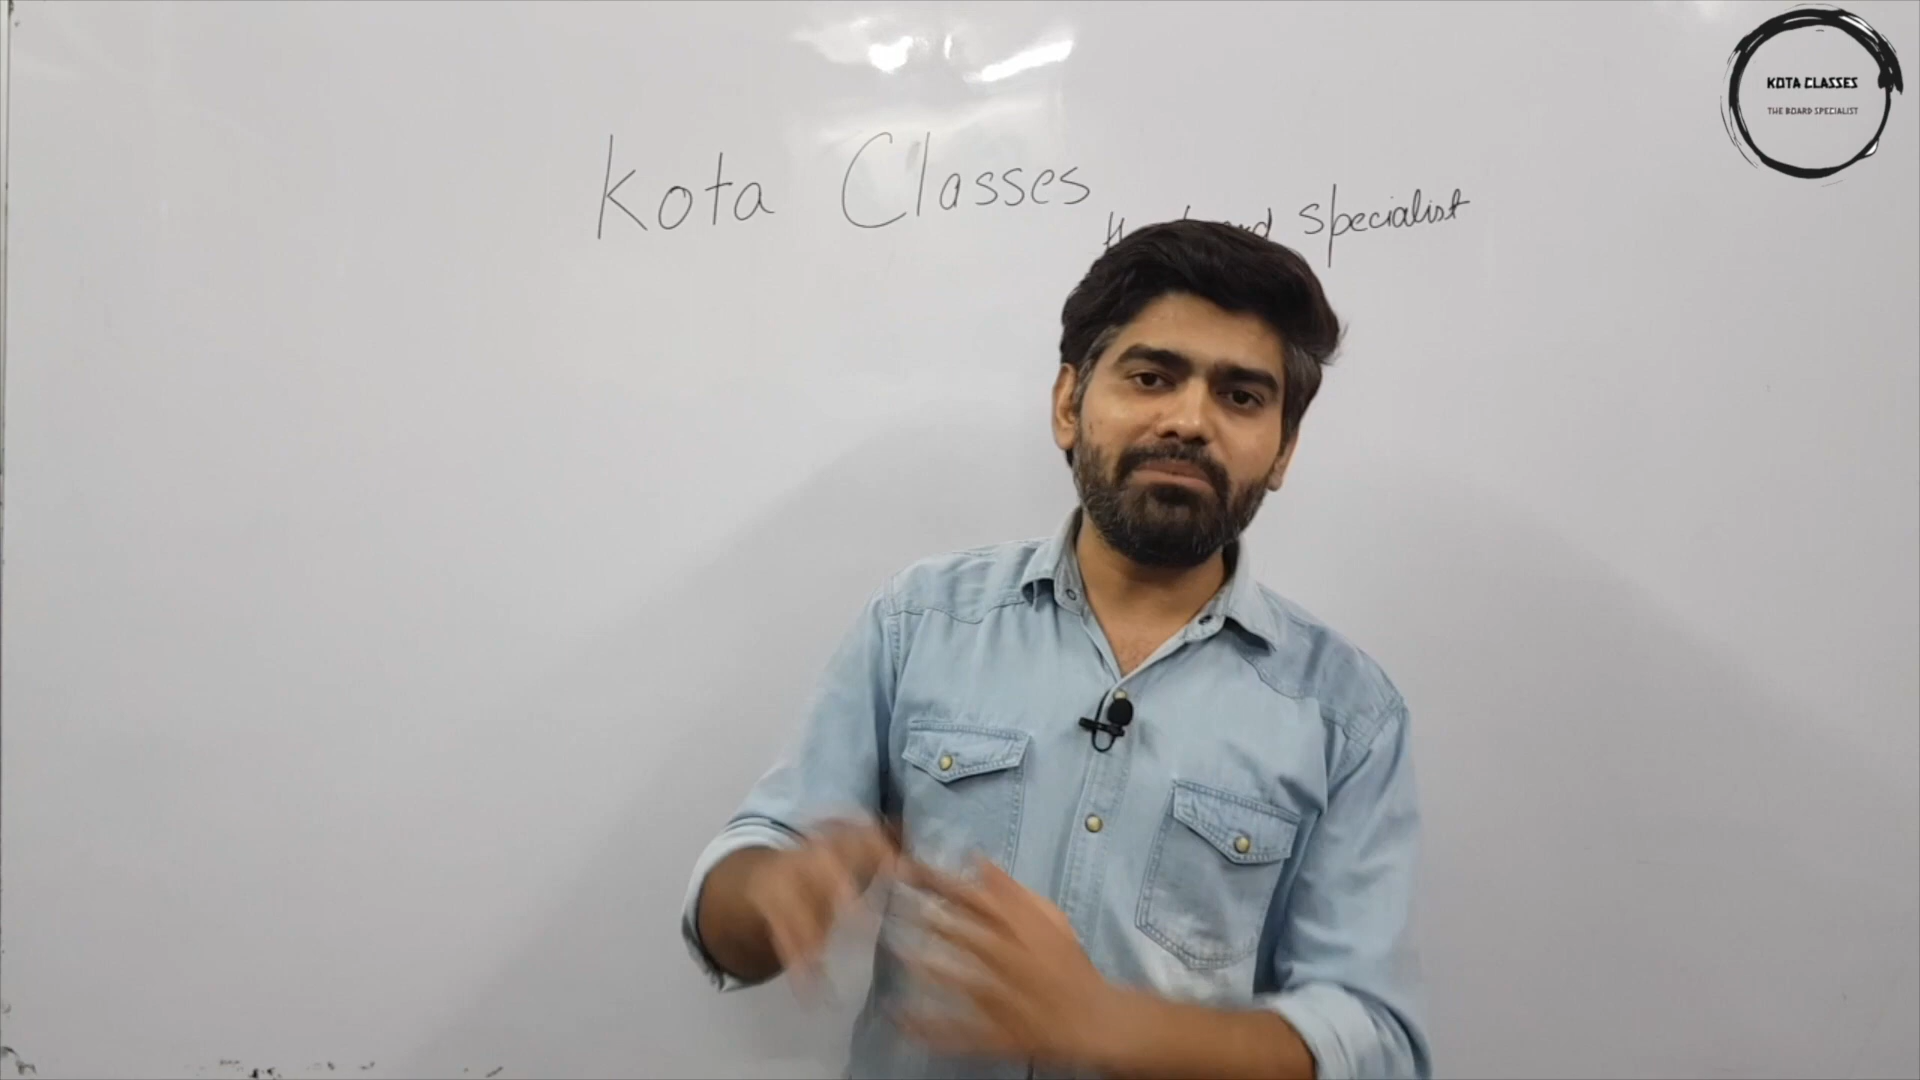 Kota Classes
Specialist
KOTA CLASSES
THE BOARD SPECIALIST